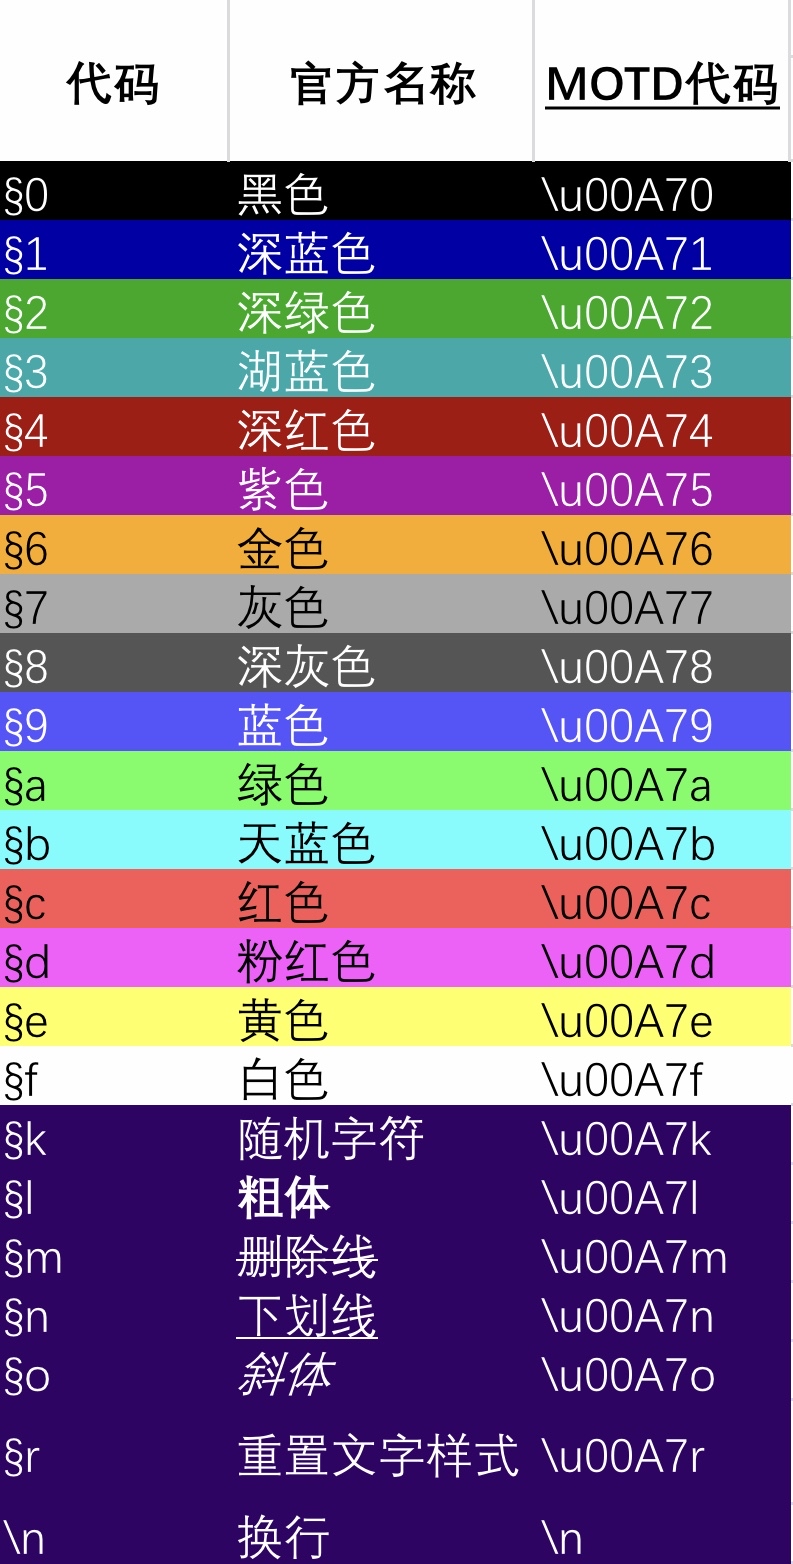 代码 官方名称 MOTD代码
§0 黑色 \u00A70
§1 深蓝色 \u00A71
§2 深绿色 \u00A72
§3 湖蓝色 \u00A73
§4 深红色 \u00A74
§5 紫色 \u00A75
§6 金色 \u00A76
§7 灰色 \u00A77
§8 深灰色 \u00A78
§9 蓝色 \u00A79
§a 绿色 \u00A7a
§b 天蓝色 \u00A7b
§c 红色 \u00A7c
§d 粉红色 \u00A7d
§e 黄色 \u00A7e
§f 白色 \u00A7f
§k 随机字符 \u00A7k
§l 粗体 \u00A7l
§m 删除线 \u00A7m
§n 下划线 \u00A7n
§o 斜体 \u00A7o
§r 重置文字样式 \u00A7r
\n 换行 \n